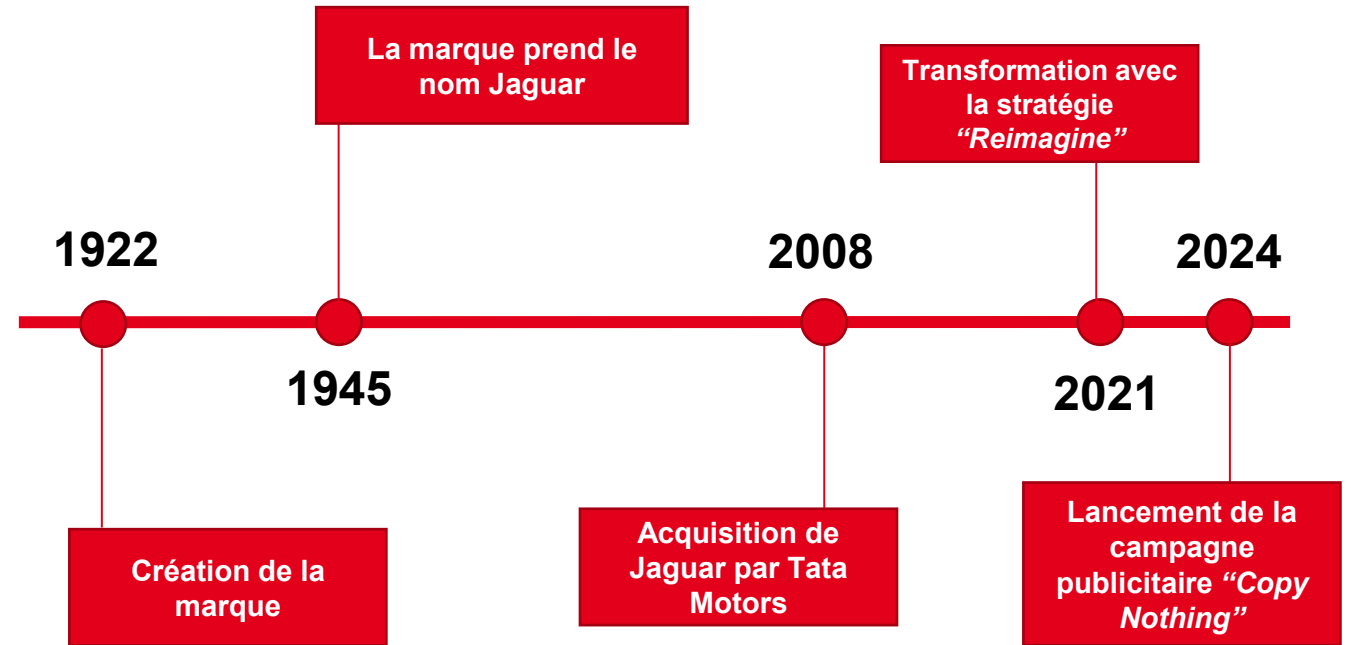 La marque prend le
nom Jaguar
Transformation avec
la stratégie
“Reimagine”
1922
2008
2024
1945
2021
Création de la
marque
Acquisition de
Jaguar par Tata
Motors
Lancement de la
campagne
publicitaire “Copy
Nothing”